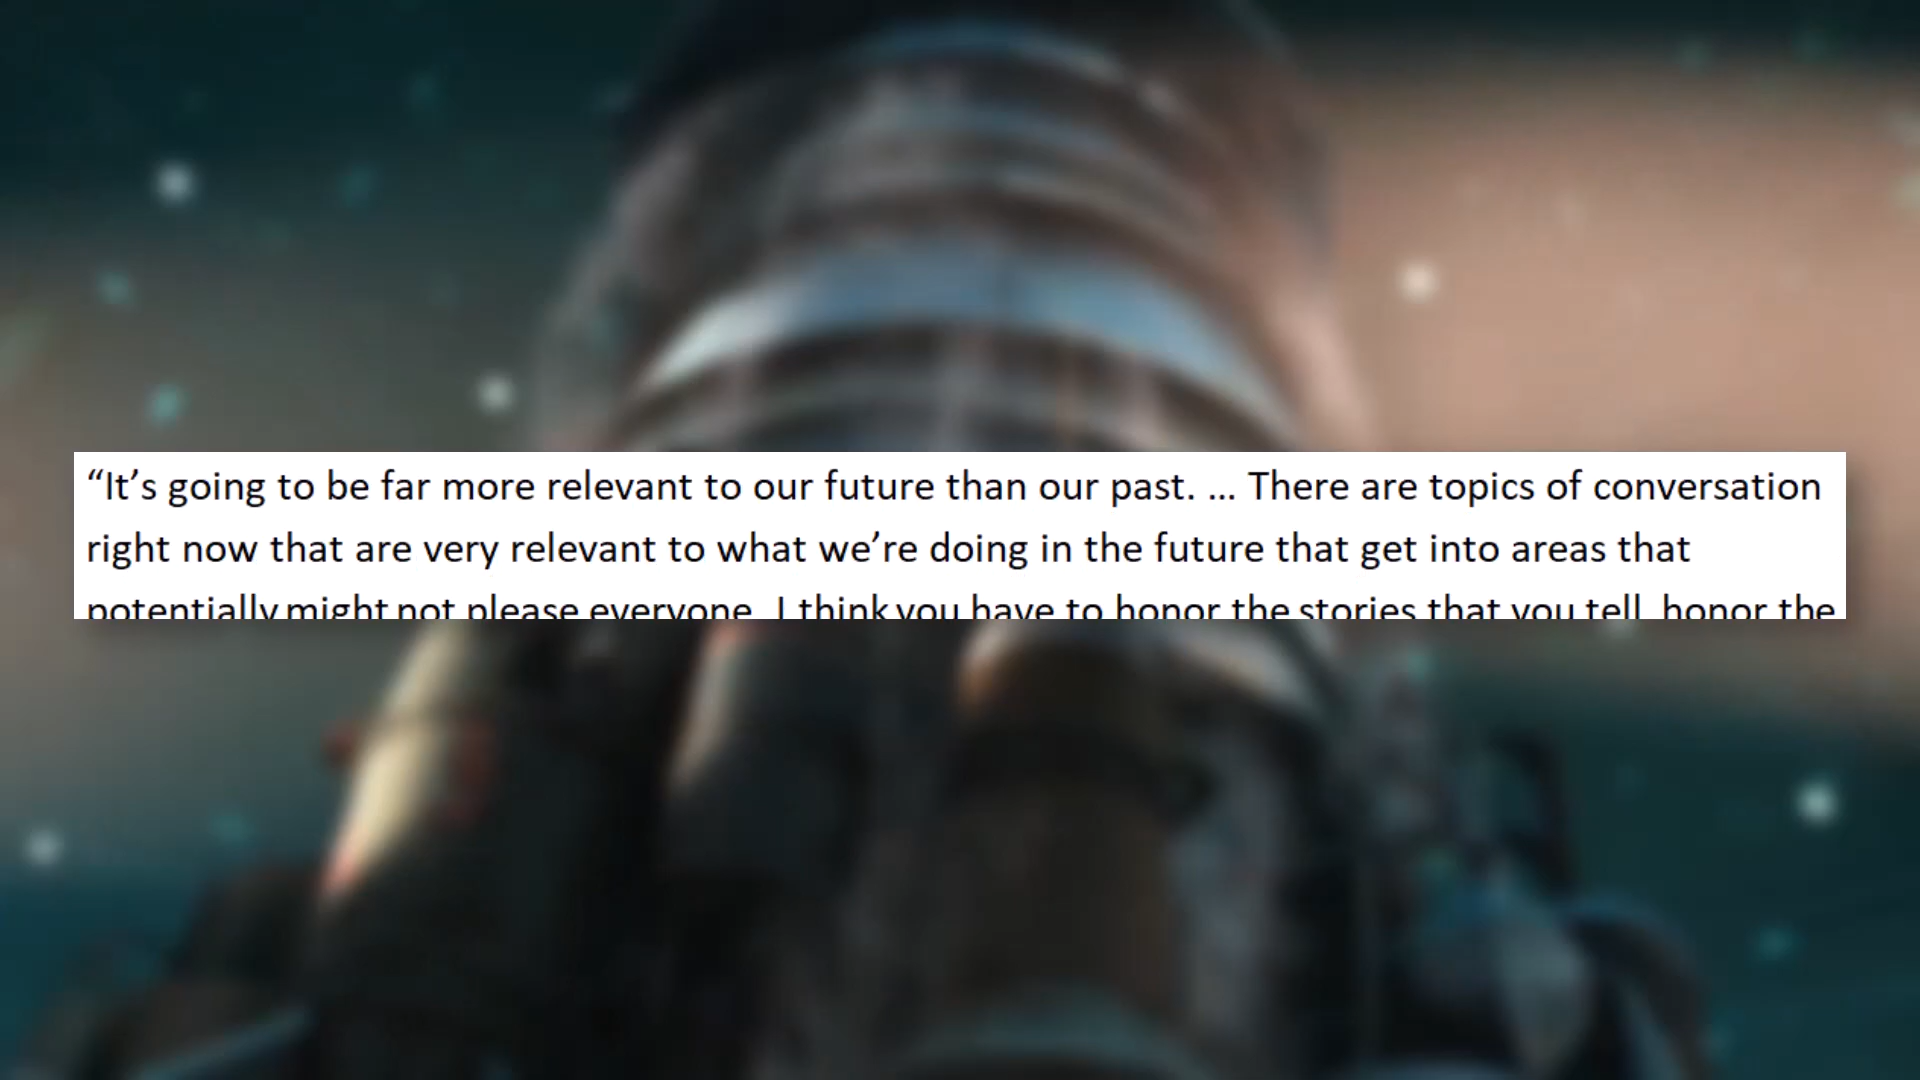 “It’s going to be far more relevant to our future than our past. ... There are topics of conversation
right now that are very relevant to what we’re doing in the future that get into areas that
potentially might not please everyone. I think you have to honor the stories that you tell, honor the